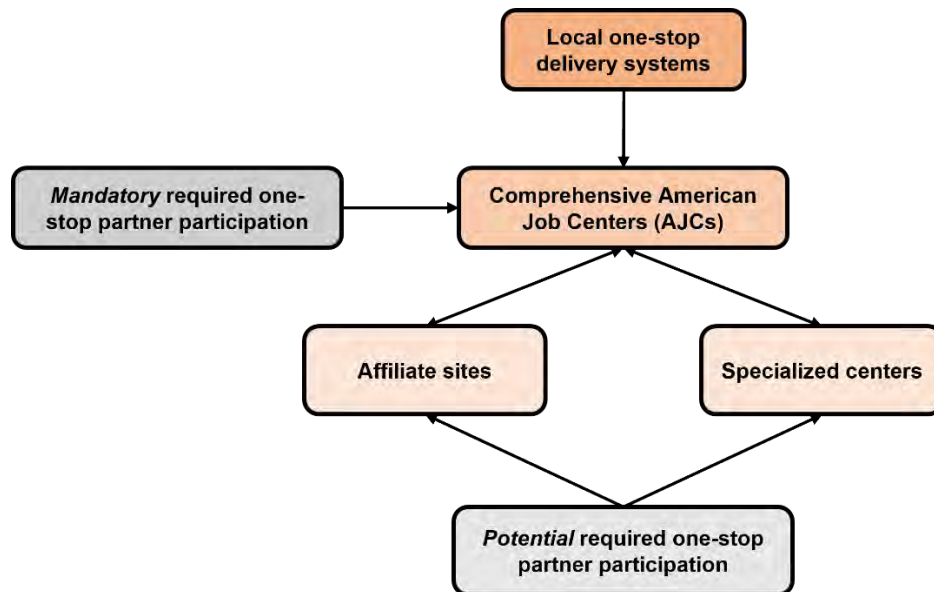 Local one-stop
delivery systems
Mandatory required one-
stop partner participation
Comprehensive American
Job Centers (AJCs)
Affiliate sites
Specialized centers
Potential required one-stop
partner participation